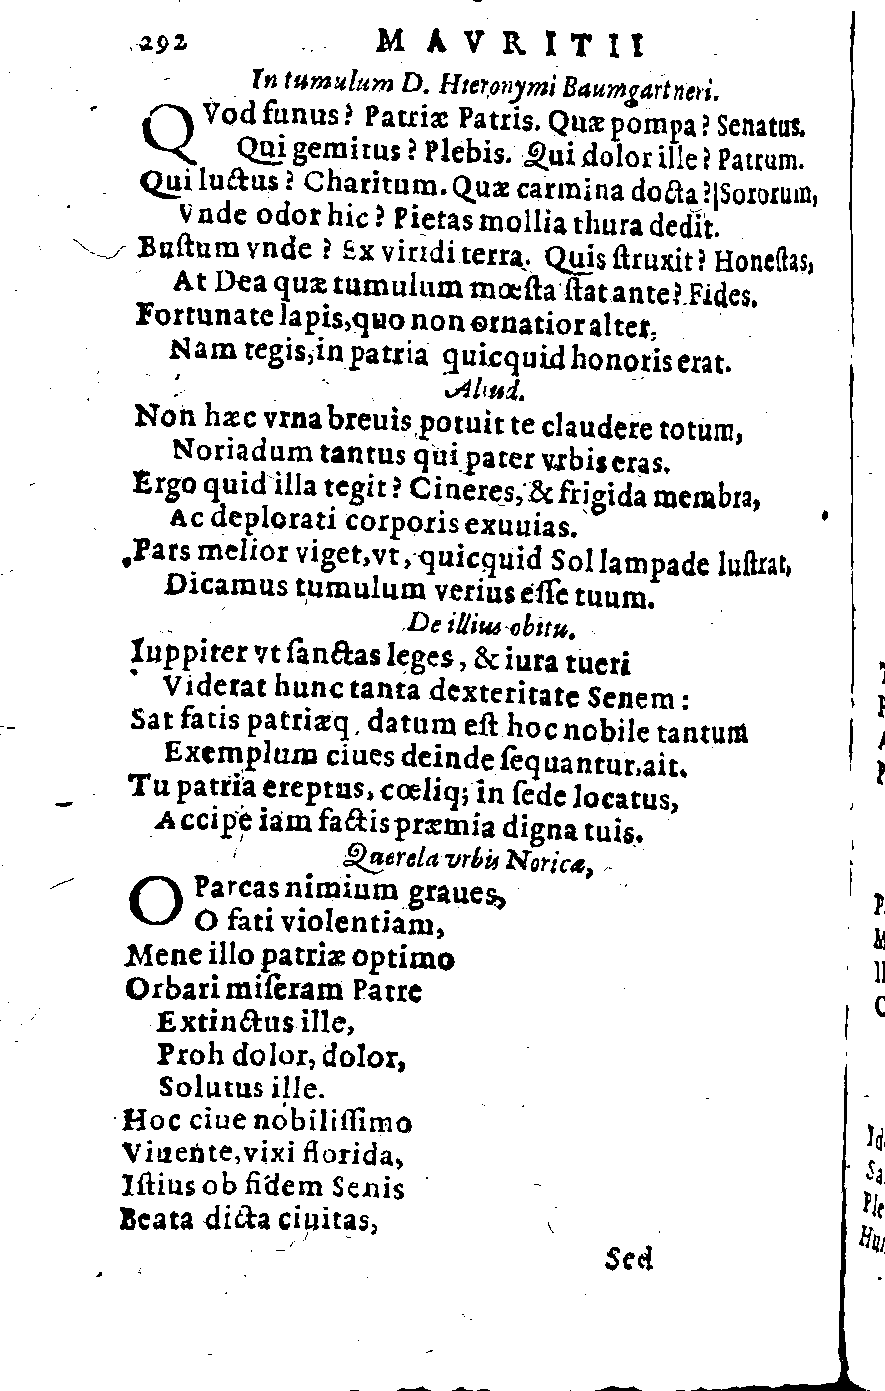 292 MAVRITII
In tumulum D. Hieronymi Baumgartneri.
QVod funus? Patriæ Patris. Quæ pompa? Senatus.
Qui gemitus? Plebis. Qui dolor ille? Patrum.
Qui luctus? Charitum. Quæ carmina docta? Sororum,
Vnde odor hic? Pietas mollia thura dedit.
Buſtum vnde? Ex viridi terra. Quis ſtruxit? Honeſtas,
At Dea quæ tumulum mœſta ſtat ante? Fides.
Fortunate lapis, quo non ornatior alter,
Nam tegis, in patria quicquid honoris erat.
Aliud.
Non hæc vrna breuis potuit te claudere totum,
Noriadum tantus qui pater vrbis eras.
Ergo quid illa tegit? Cineres, & frigida membra,
Ac deplorati corporis exuuias.
Pars melior viget, vt, quicquid Sol lampade luſtrat,
Dicamus tumulum verius eſſe tuum.
De illius obitu.
Iuppiter vt ſanctas leges, & iura tueri
Viderat hunc tanta dexteritate Senem:
Sat fatis patriæq. datum eſt hoc nobile tantum
Exemplum ciues deinde ſequantur, ait.
Tu patria ereptus, cœliq; in ſede locatus,
Accipe iam factis præmia digna tuis.
Querela vrbis Noricæ,
O Parcas nimium graues,
O fati violentiam,
Mene illo patriæ optimo
Orbari miſeram Patre
Extinctus ille,
Proh dolor, dolor,
Solutus ille.
Hoc ciue nobiliſſimo
Viuente, vixi florida,
Iſtius ob fidem Senis
Beata dicta ciuitas,
Sed